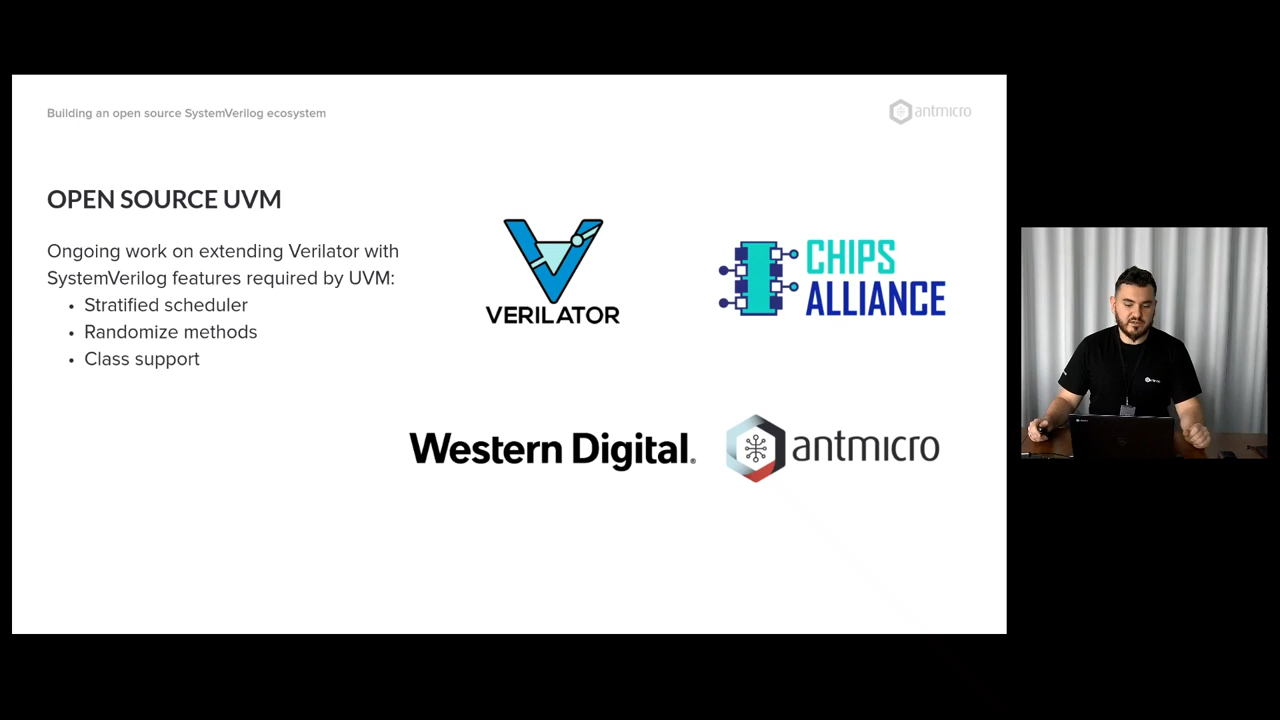 Building an open source SystemVerilog ecosystem
antmicro
OPEN SOURCE UVM
Ongoing work on extending Verilator with
SystemVerilog features required by UVM:
• Stratified scheduler
• Randomize methods
• Class support
VERILATOR
CHIPS
ALLIANCE
Western Digital®
antmicro